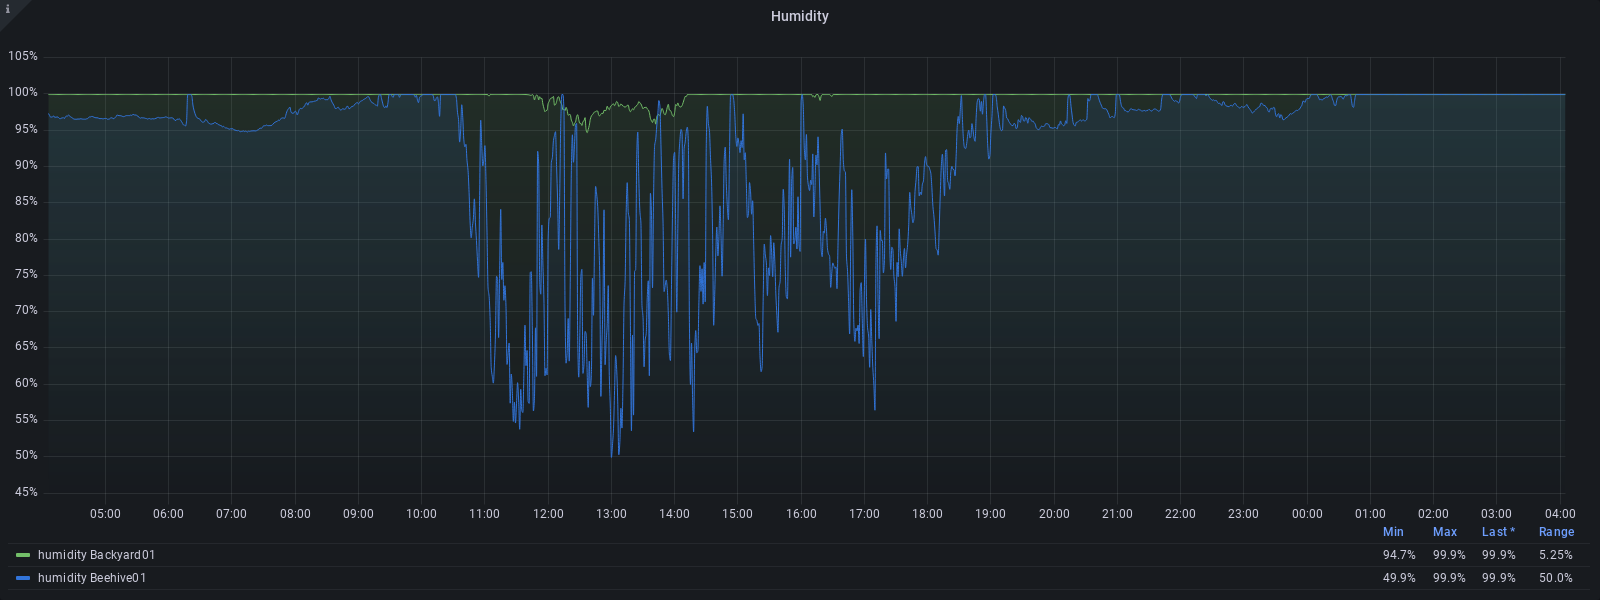 i
Humidity
105%
100%
95%
90%
85%
80%
75%
70%
65%
60%
55%
50%
45%
05:00 06:00 07:00 08:00 09:00 10:00 11:00 12:00 13:00 14:00 15:00 16:00 17:00 18:00 19:00 20:00 21:00 22:00 23:00 00:00 01:00 02:00 03:00 04:00
Min Max Last * Range
humidity Backyard01 94.7% 99.9% 99.9% 5.25%
humidity Beehive01 49.9% 99.9% 99.9% 50.0%